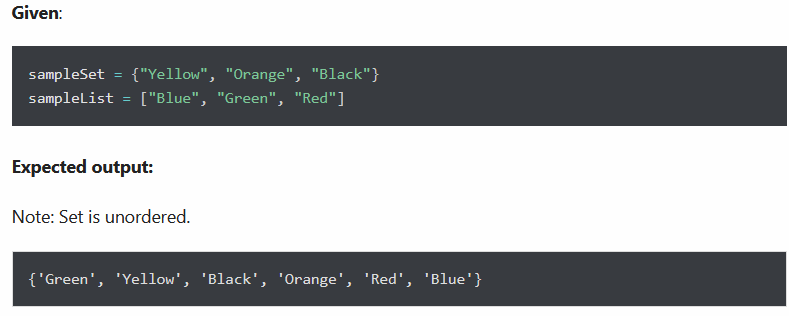 Given:
sampleSet = {"Yellow", "Orange", "Black"}
sampleList = ["Blue", "Green", "Red"]
Expected output:
Note: Set is unordered.
{'Green', 'Yellow', 'Black', 'Orange', 'Red', 'Blue'}